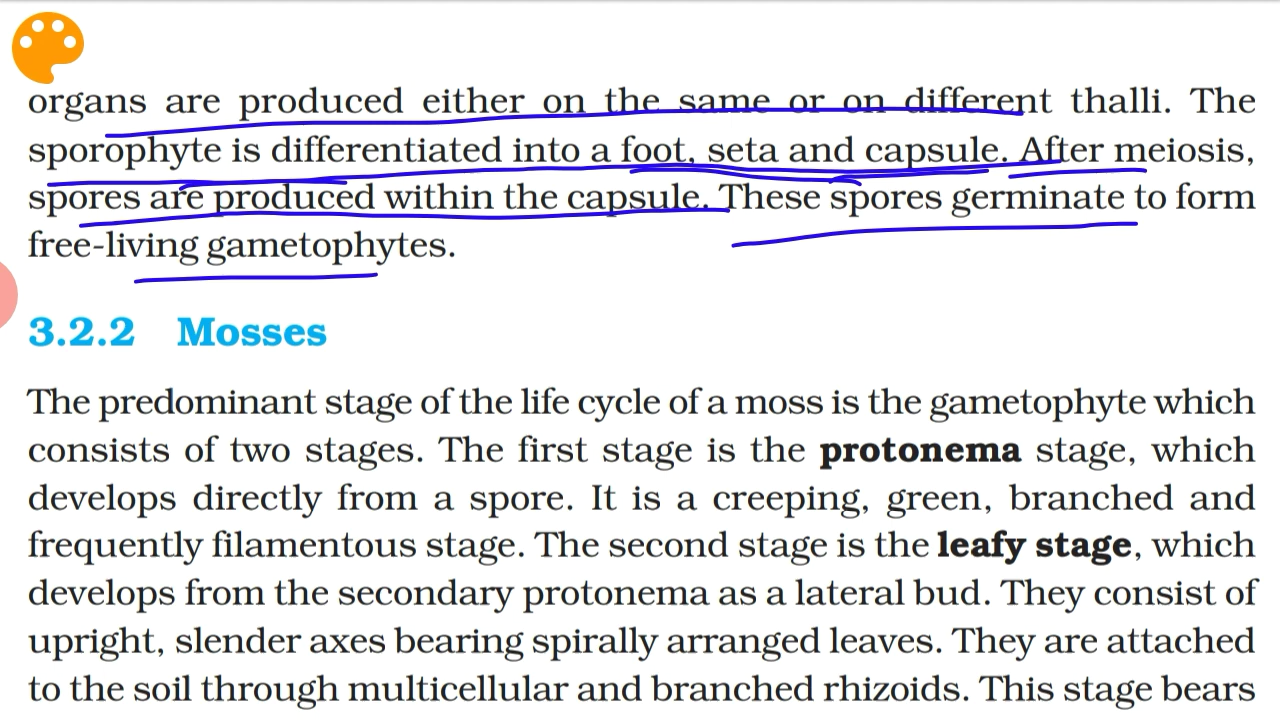 organs are produced either on the same or on different thalli. The
sporophyte is differentiated into a foot, seta and capsule. After meiosis,
spores are produced within the capsule. These spores germinate to form
free-living gametophytes.
3.2.2 Mosses
The predominant stage of the life cycle of a moss is the gametophyte which
consists of two stages. The first stage is the protonema stage, which
develops directly from a spore. It is a creeping, green, branched and
frequently filamentous stage. The second stage is the leafy stage, which
develops from the secondary protonema as a lateral bud. They consist of
upright, slender axes bearing spirally arranged leaves. They are attached
to the soil through multicellular and branched rhizoids. This stage bears